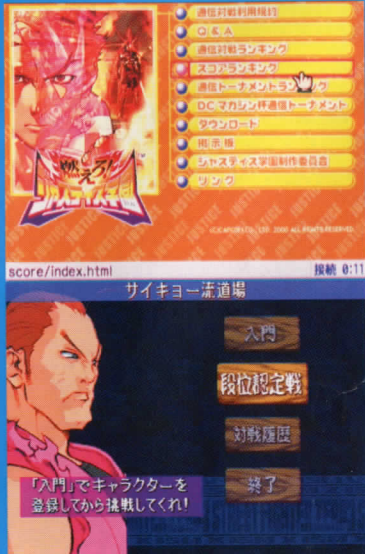 通信対戦利用規約
Q & A
通信対戦ランキング
スコアランキング
通信トーナメントランキング
DCマガジン杯通信トーナメント
ダウンロード
掲示板
ジャスティス学園制作委員会
リンク
燃えろ!
ジャスティス学園
JUSTICE
score/index.html
接続 0:11
サイキョー流道場
入門
段位認定戦
対戦履歴
終了
「入門」でキャラクターを
登録してから挑戦してくれ!